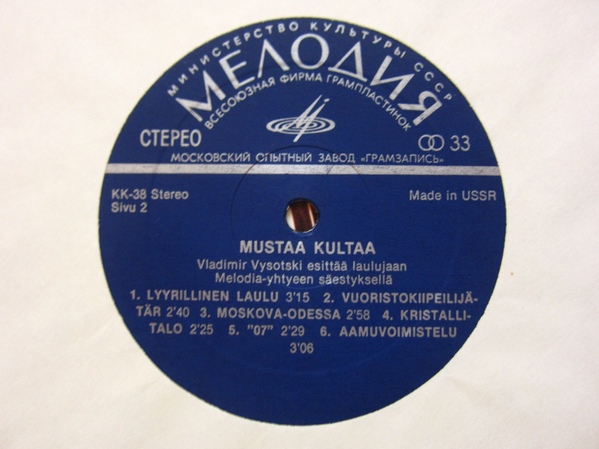 МИНИСТЕРСТВО КУЛЬТУРЫ СССР
МЕЛОДИЯ
ВСЕСОЮЗНАЯ ФИРМА ГРАМПЛАСТИНОК
СТЕРЕО
33
МОСКОВСКИЙ ОПЫТНЫЙ ЗАВОД «ГРАМЗАПИСЬ»
KK-38 Stereo
Made in USSR
Sivu 2
MUSTAA KULTAA
Vladimir Vysotski esittää laulujaan
Melodia-yhtyeen säestyksellä
1. LYYRILLINEN LAULU 3'15 2. VUORISTOKIIPEILIJÄ-
TÄR 2'40 3. MOSKOVA-ODESSA 2'58 4. KRISTALLI-
TALO 2'25 5. "07" 2'29 6. AAMUVOIMISTELU
3'06